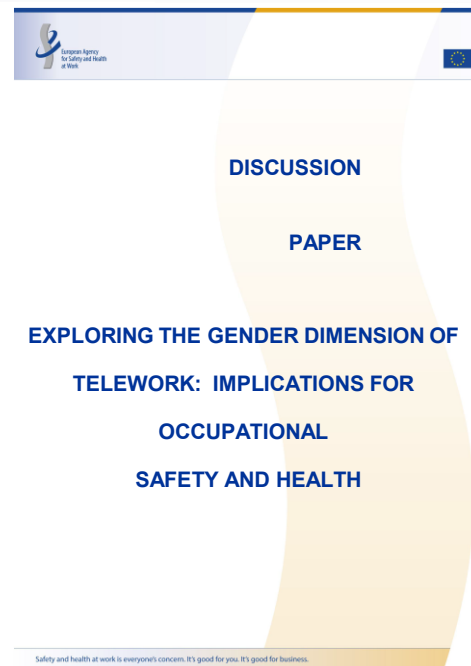 European Agency
for Safety and Health
at Work
DISCUSSION
PAPER
EXPLORING THE GENDER DIMENSION OF
TELEWORK: IMPLICATIONS FOR
OCCUPATIONAL
SAFETY AND HEALTH
Safety and health at work is everyone's concern. It's good for you. It's good for business.